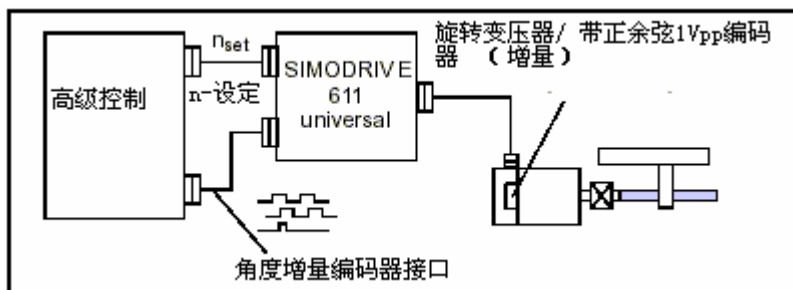 旋转变压器/ 带正余弦1Vpp编码
器 （增量）
nset
SIMODRIVE
611
universal
高级控制
n-设定
角度增量编码器接口